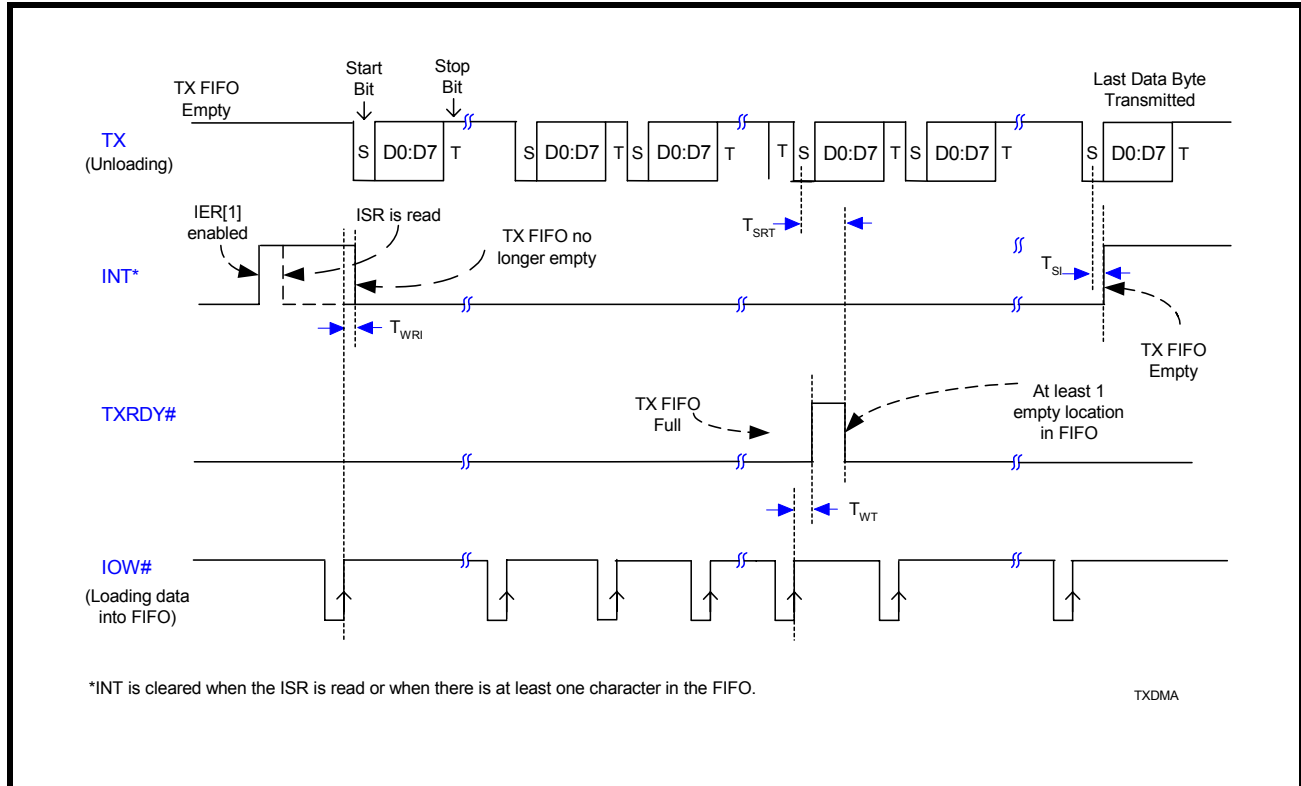 Start
Bit
Stop
Bit
TX FIFO
Empty
Last Data Byte
Transmitted
TX
(Unloading)
S D0:D7 T S D0:D7 T S D0:D7 T T S D0:D7 T S D0:D7 T S D0:D7 T
IER[1]
enabled
ISR is read
TX FIFO no
longer empty
TSRT
TSI
INT*
TWRI
TX FIFO
Empty
TXRDY#
TX FIFO
Full
At least 1
empty location
in FIFO
TWT
IOW#
(Loading data
into FIFO)
*INT is cleared when the ISR is read or when there is at least one character in the FIFO.
TXDMA